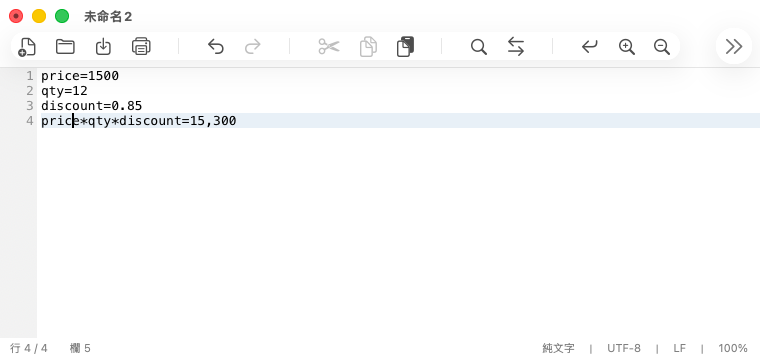 未命名 2
1 price=1500
2 qty=12
3 discount=0.85
4 price*qty*discount=15,300
行 4 / 4 欄 5 純文字 | UTF-8 | LF | 100%